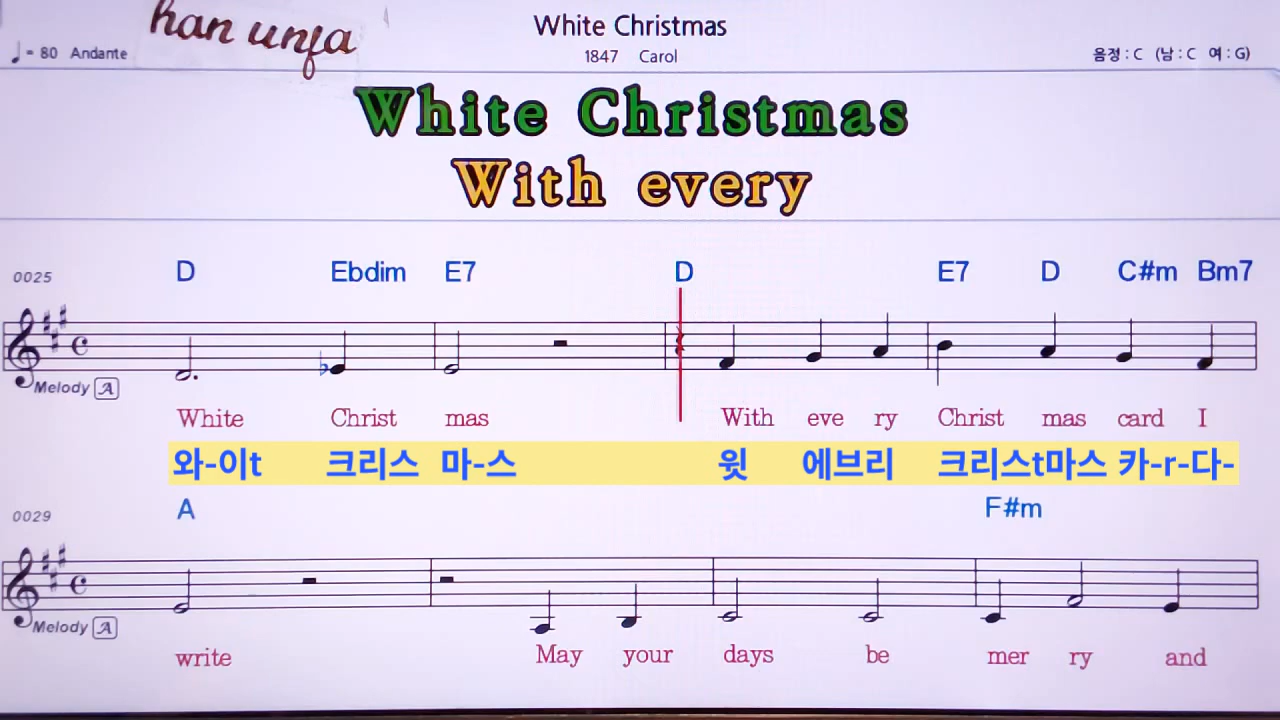 han unja
White Christmas
♩= 80 Andante
1847 Carol
음정 : C (남 : C 여 : G)
White Christmas
With every
0025
D Ebdim E7 D E7 D C#m Bm7
Melody A
White Christ mas With eve ry Christ mas card I
와-이t 크리스 마-스 윗 에브리 크리스t마스 카-r-다-
0029
A F#m
Melody A
write May your days be mer ry and